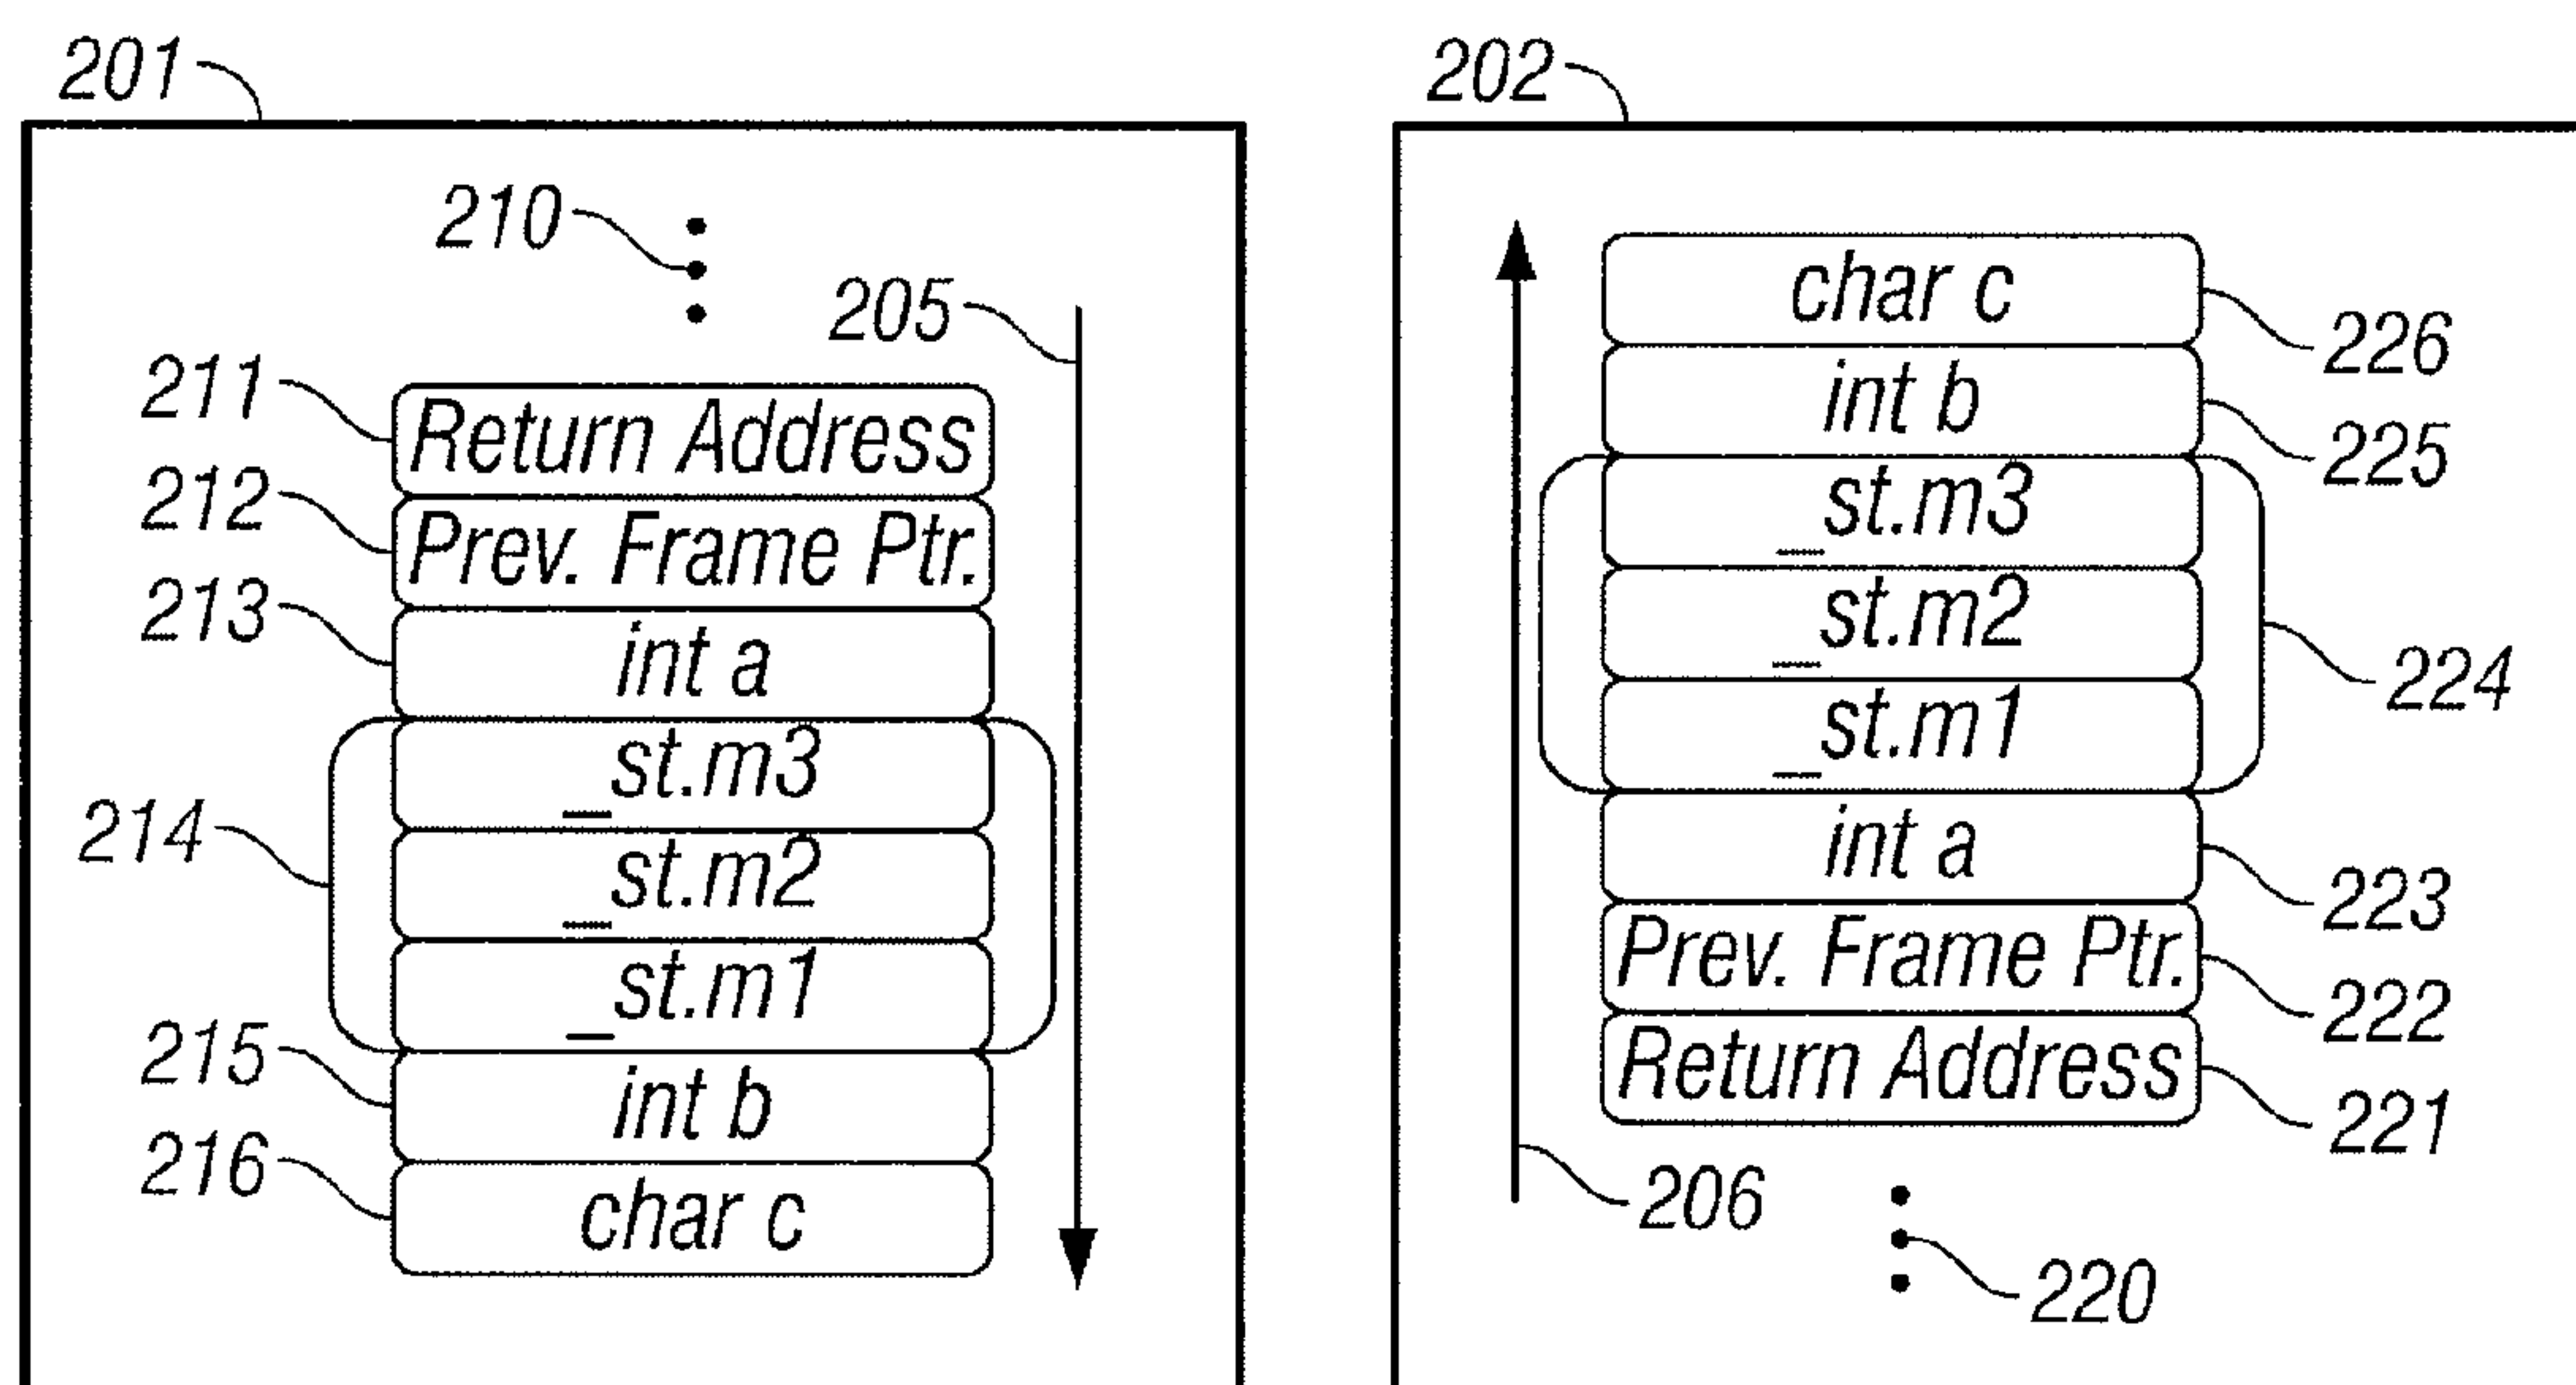 201
210
205
211
Return Address
212
Prev. Frame Ptr.
213
int a
214
_st.m3
_st.m2
_st.m1
215
int b
216
char c
202
char c
226
int b
225
_st.m3
_st.m2
_st.m1
224
int a
223
Prev. Frame Ptr.
222
Return Address
221
206
220